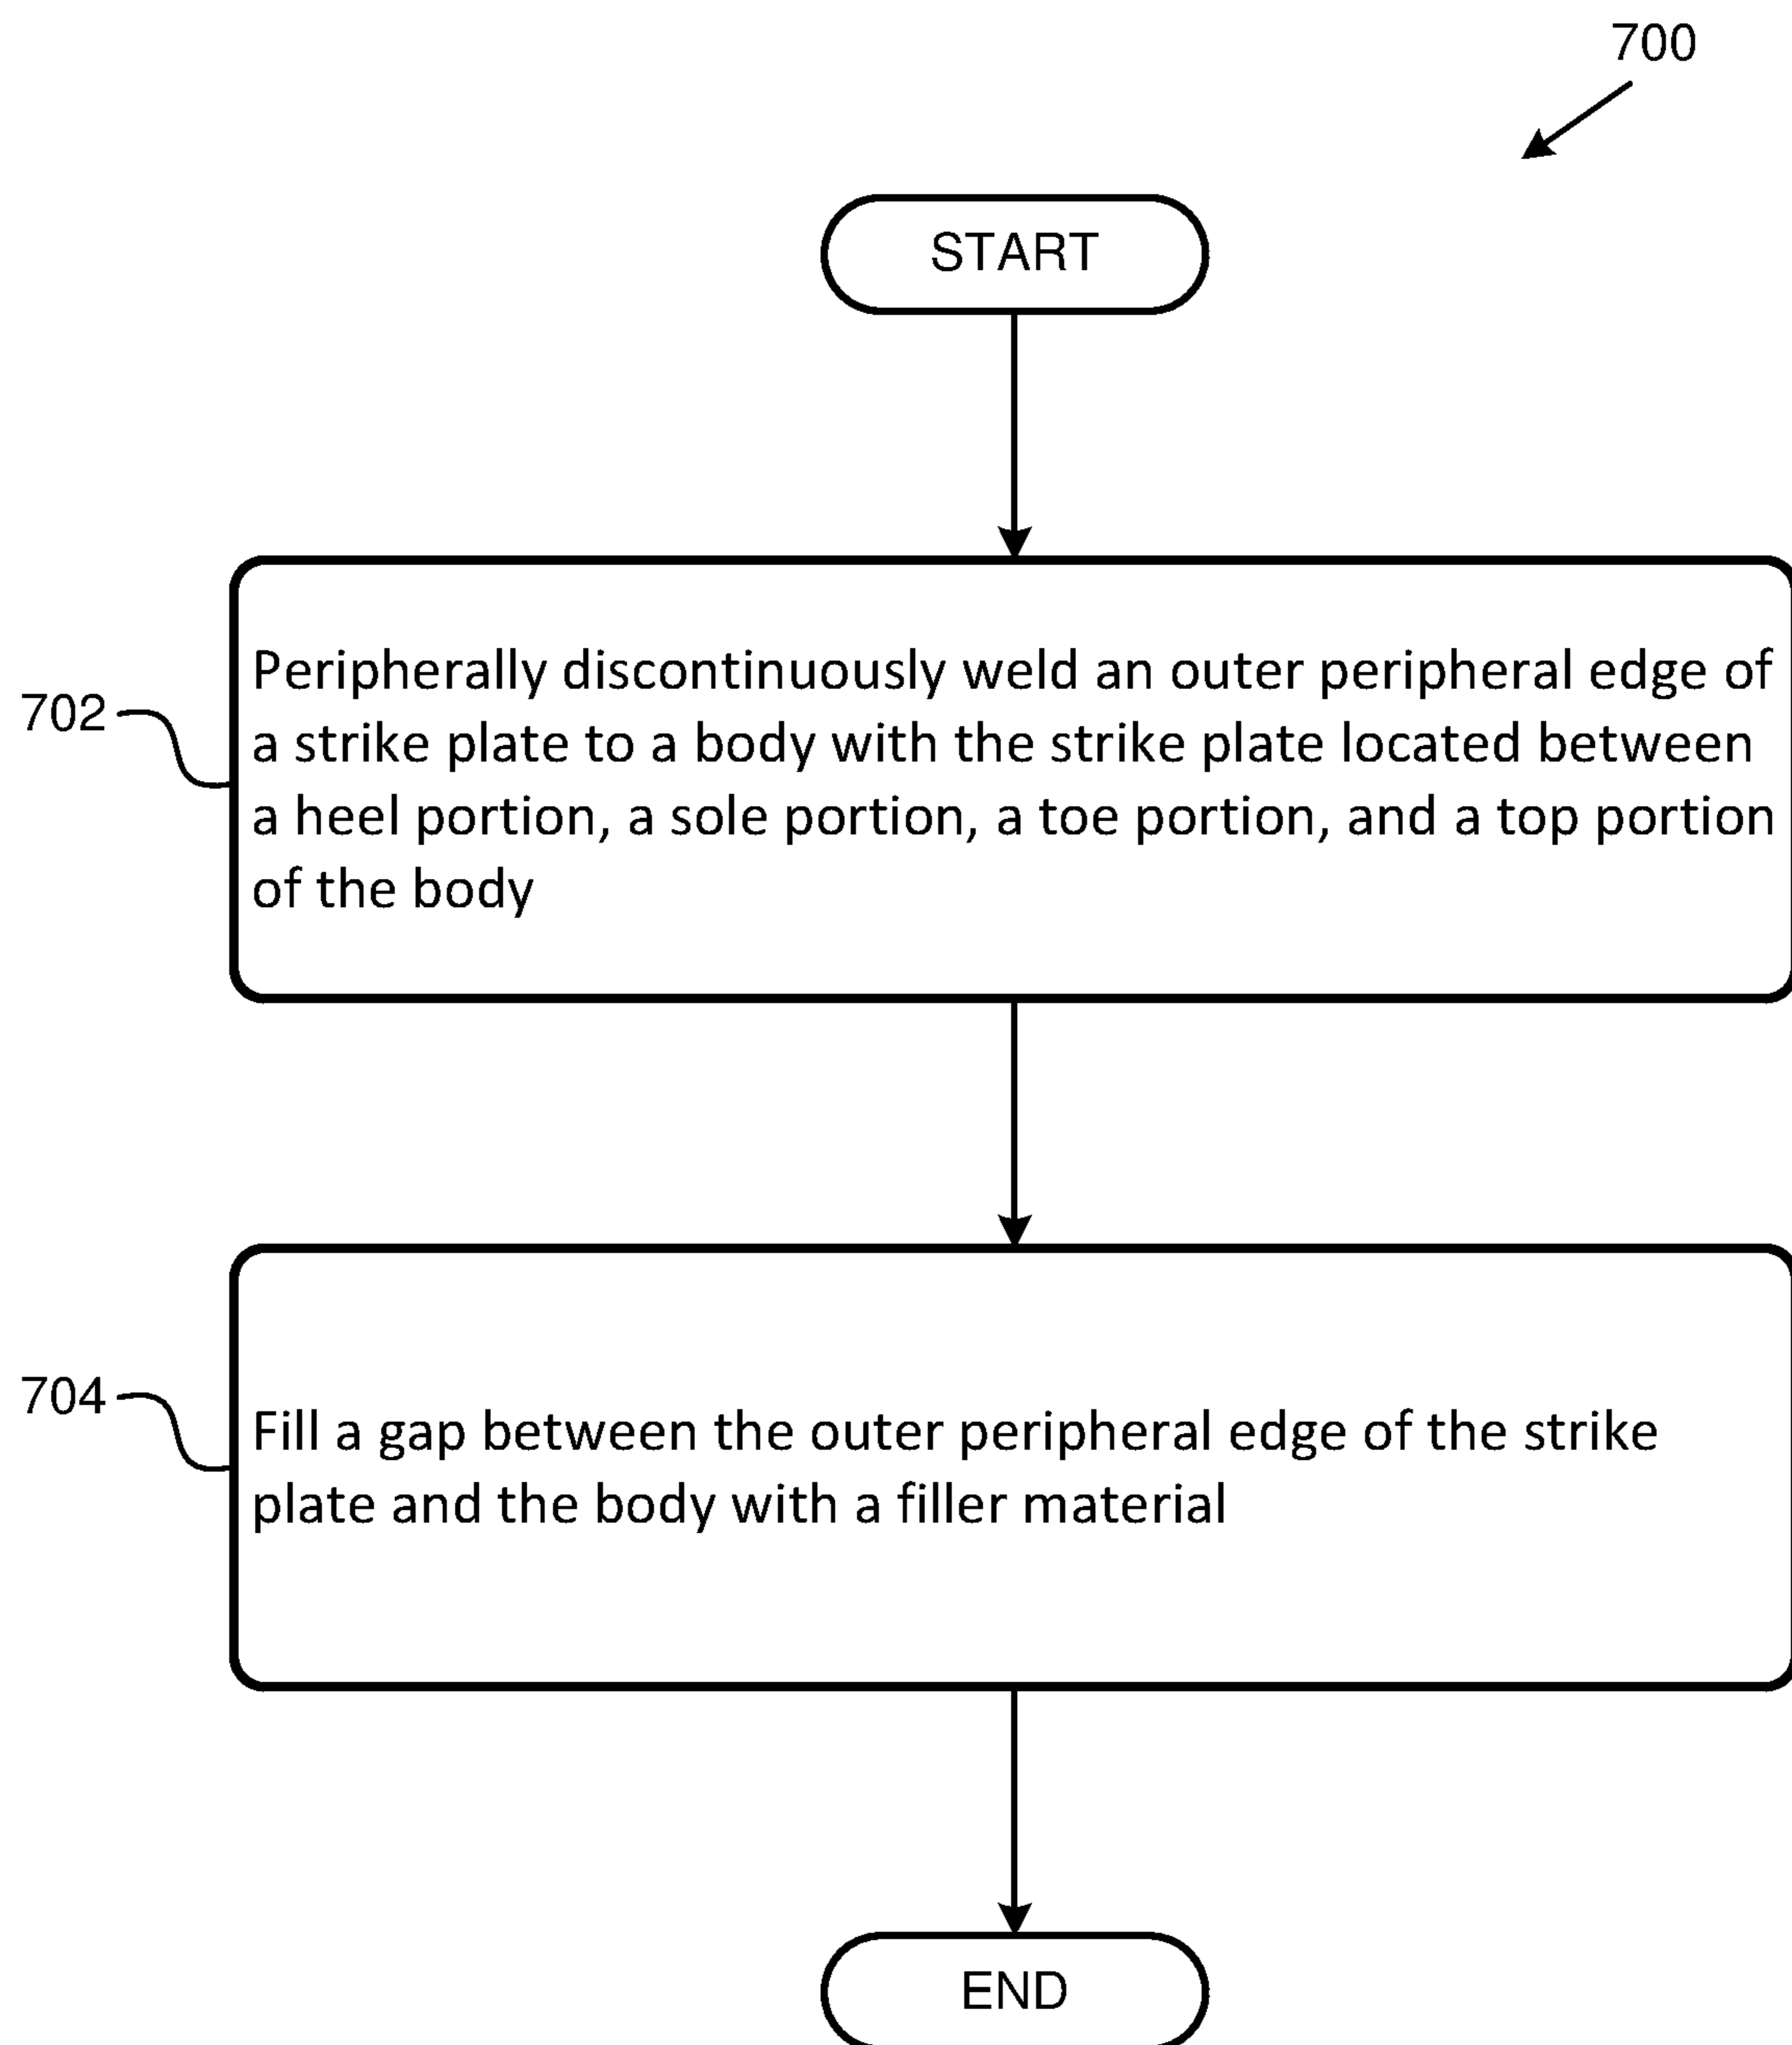 700
START
702
Peripherally discontinuously weld an outer peripheral edge of
a strike plate to a body with the strike plate located between
a heel portion, a sole portion, a toe portion, and a top portion
of the body
704
Fill a gap between the outer peripheral edge of the strike
plate and the body with a filler material
END